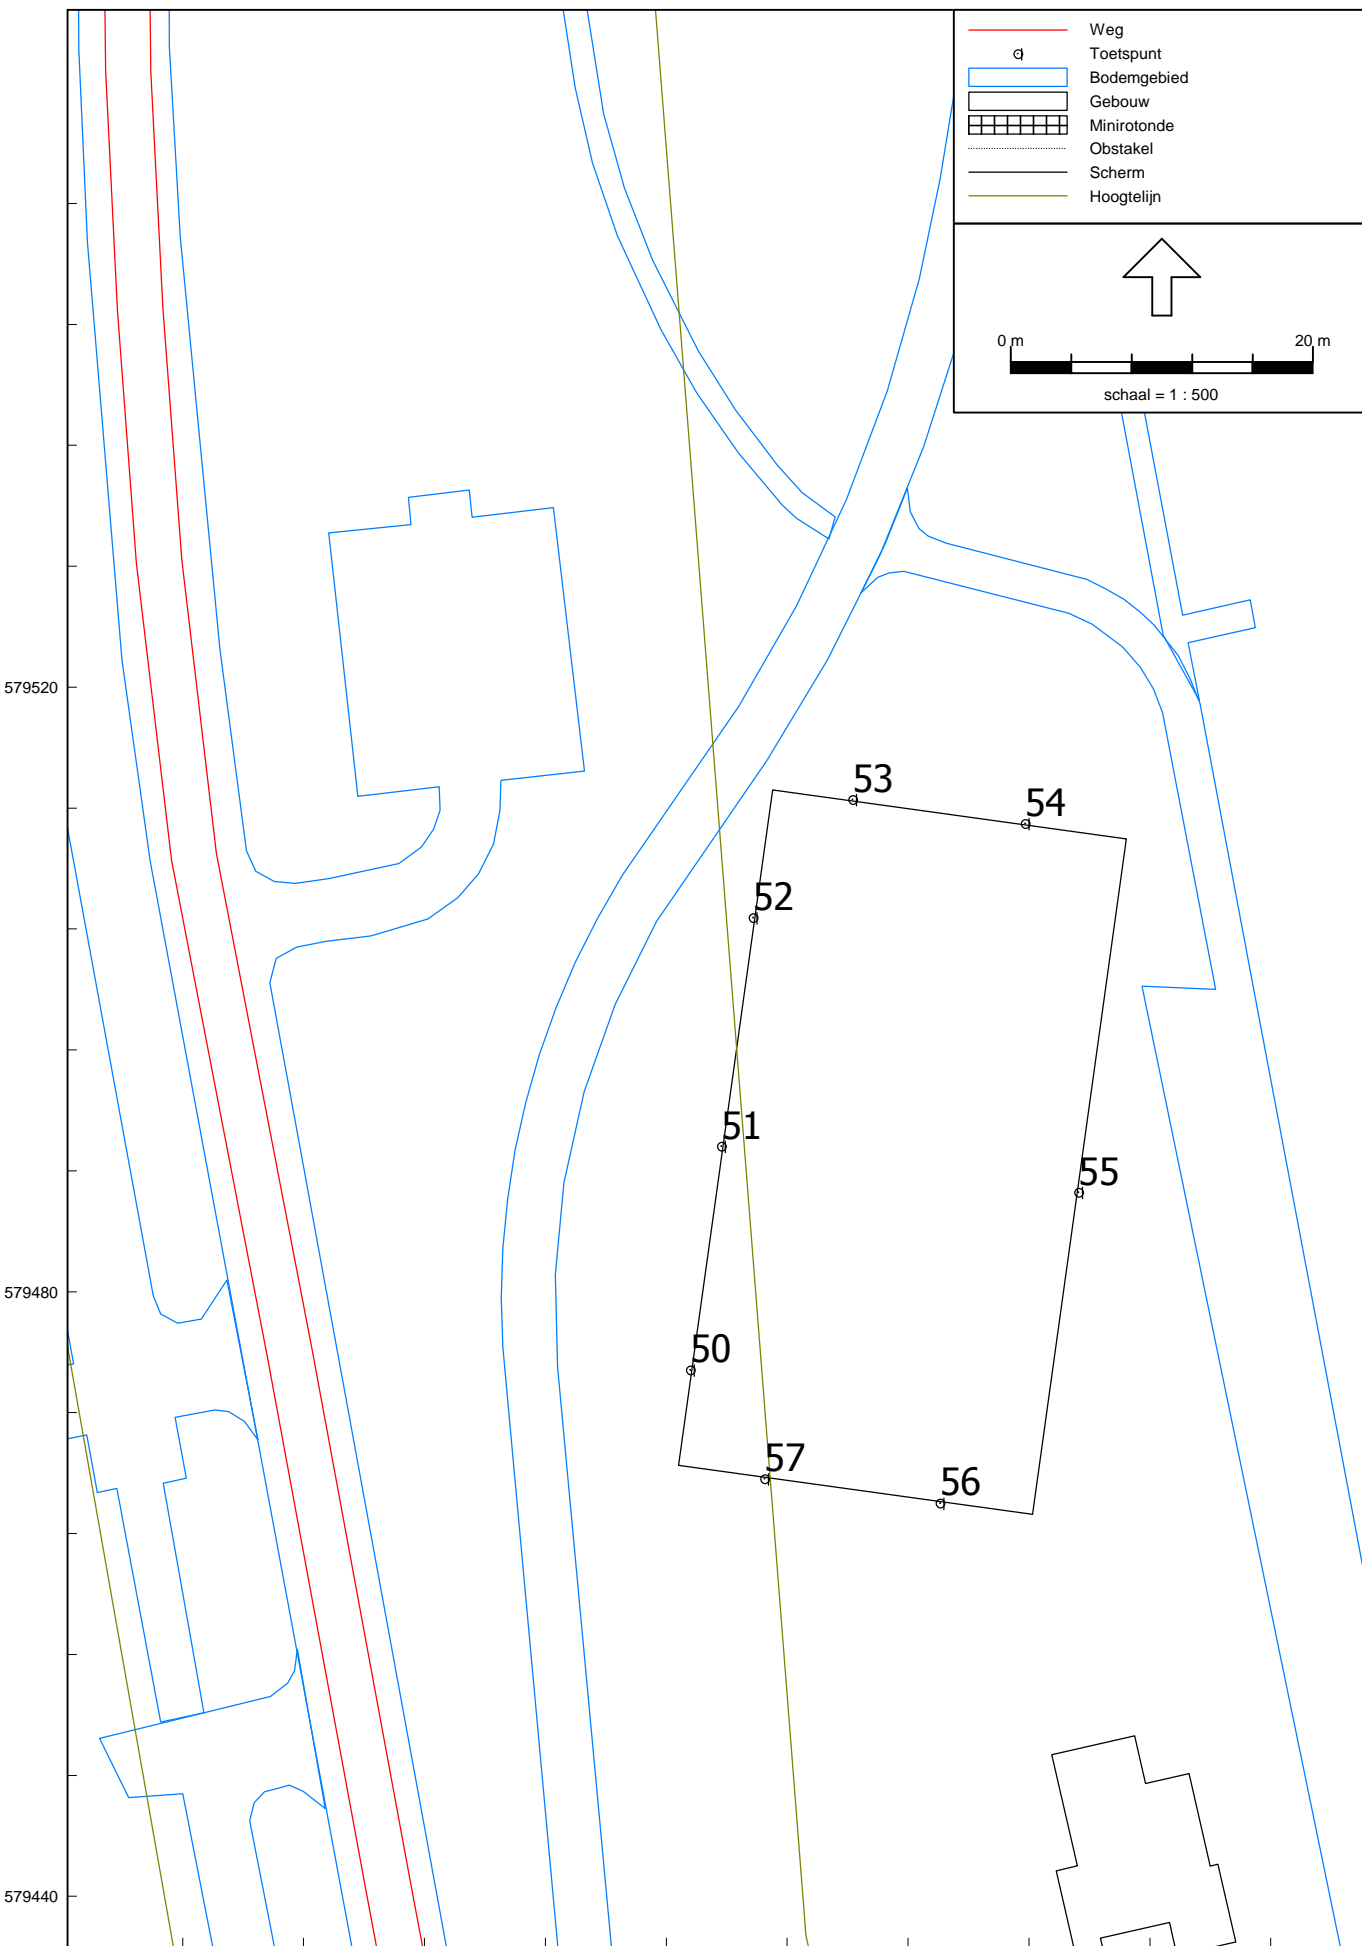 Weg
Toetspunt
Bodemgebied
Gebouw
Minirotonde
Obstakel
Scherm
Hoogtelijn
0 m 20 m
schaal = 1 : 500
579520
53
54
52
51
55
579480
50
57
56
579440